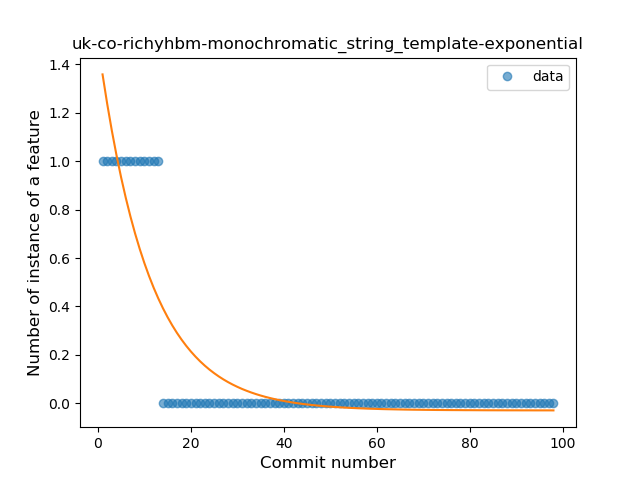 uk-co-richyhbm-monochromatic_string_template-exponential
data
Number of instance of a feature
1.4
1.2
1.0
0.8
0.6
0.4
0.2
0.0
0 20 40 60 80 100
Commit number